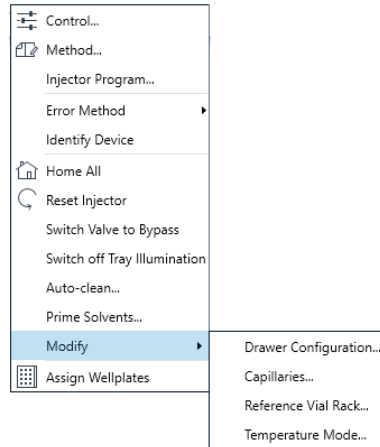 Control...
Method...
Injector Program...
Error Method
Identify Device
Home All
Reset Injector
Switch Valve to Bypass
Switch off Tray Illumination
Auto-clean...
Prime Solvents...
Modify
Drawer Configuration...
Assign Wellplates
Capillaries...
Reference Vial Rack...
Temperature Mode...